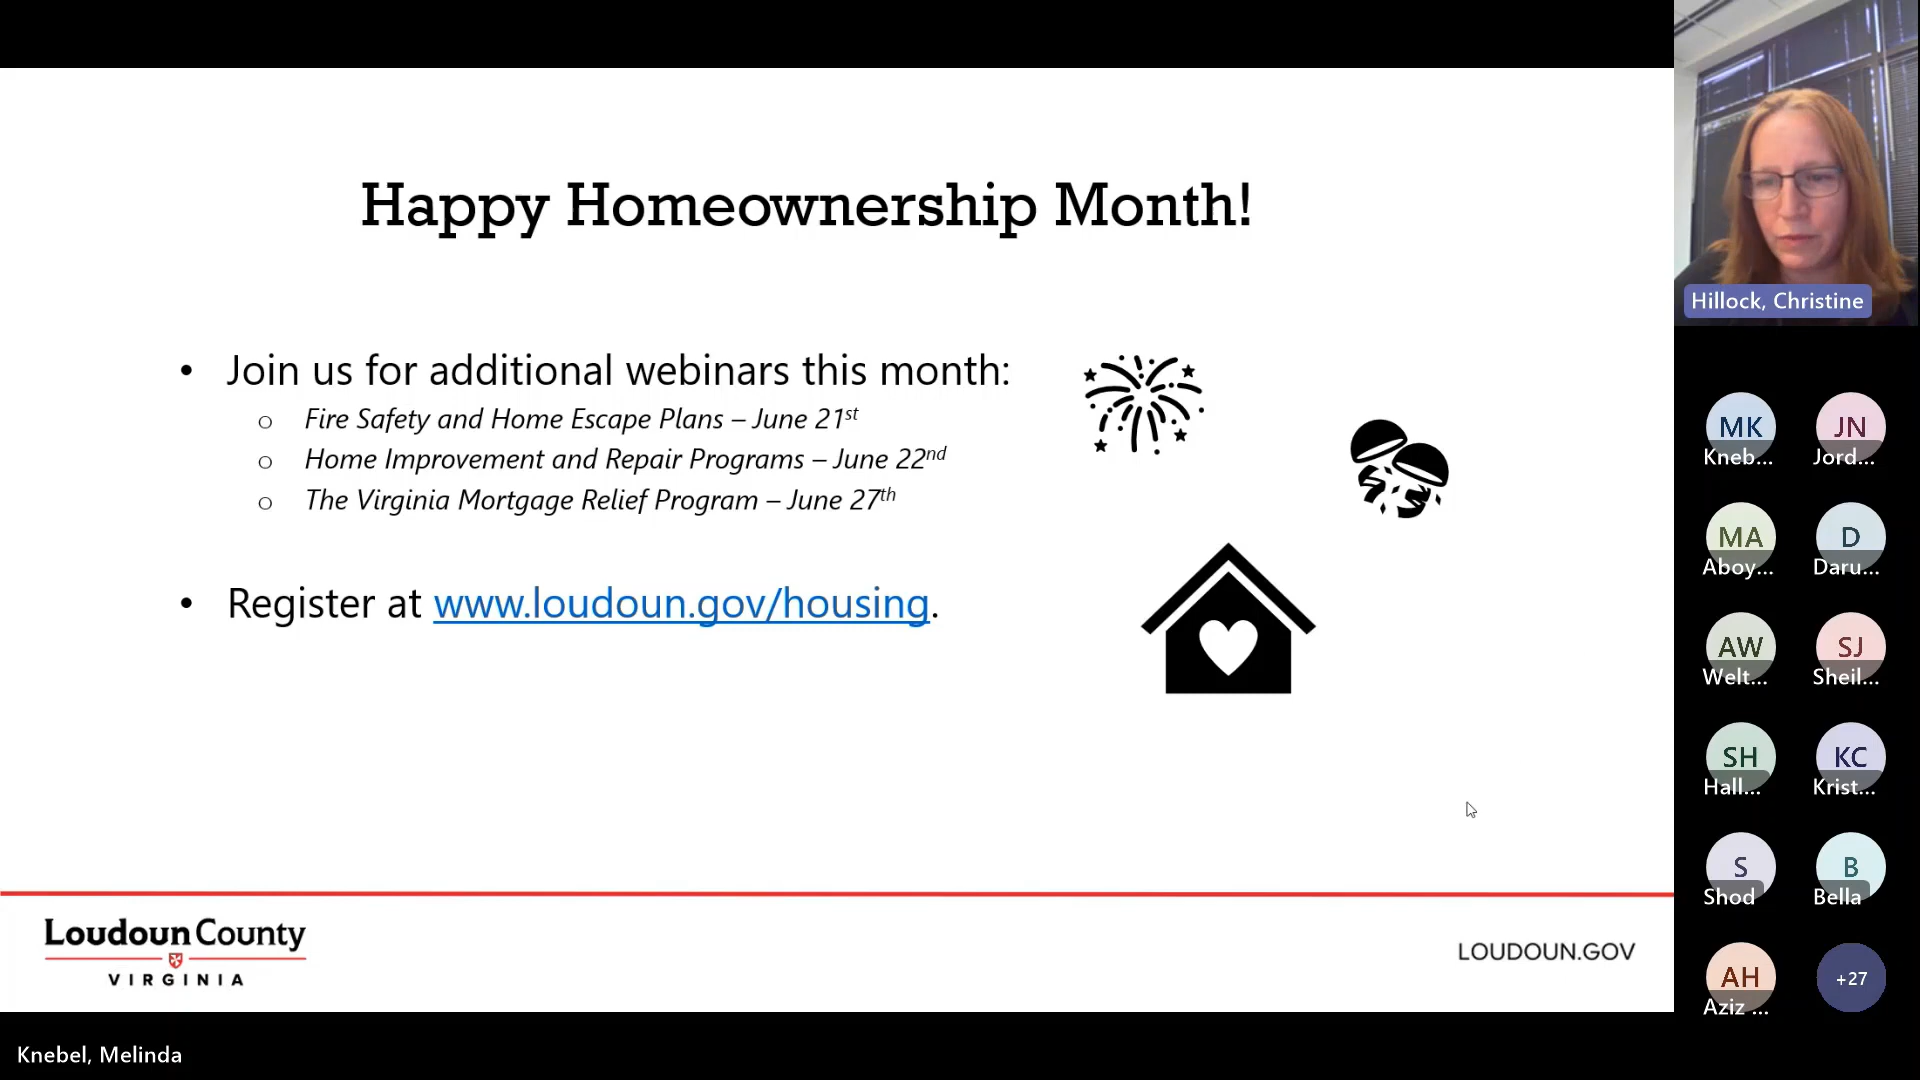 Happy Homeownership Month!
• Join us for additional webinars this month:
o Fire Safety and Home Escape Plans – June 21st
o Home Improvement and Repair Programs – June 22nd
o The Virginia Mortgage Relief Program – June 27th
• Register at www.loudoun.gov/housing.
Loudoun County
VIRGINIA
LOUDOUN.GOV
Knebel, Melinda
Hillock, Christine
MK
Kneb...
JN
Jord...
MA
Aboy...
D
Daru...
AW
Welt...
SJ
Sheil...
SH
Hall...
KC
Krist...
S
Shod
B
Bella
AH
Aziz ...
+27